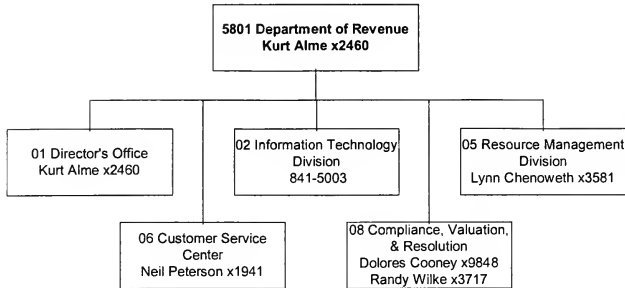 5801 Department of Revenue
Kurt Alme x2460
01 Director's Office
Kurt Alme x2460
02 Information Technology
Division
841-5003
05 Resource Management
Division
Lynn Chenoweth x3581
06 Customer Service
Center
Neil Peterson x1941
08 Compliance, Valuation,
& Resolution
Dolores Cooney x9848
Randy Wilke x3717